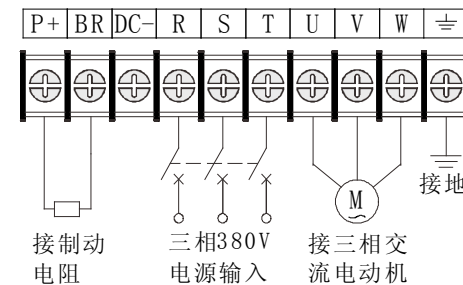 P+ BR DC- R S T U V W
M
接地
接制动 三相380V 接三相交
电阻 电源输入 流电动机